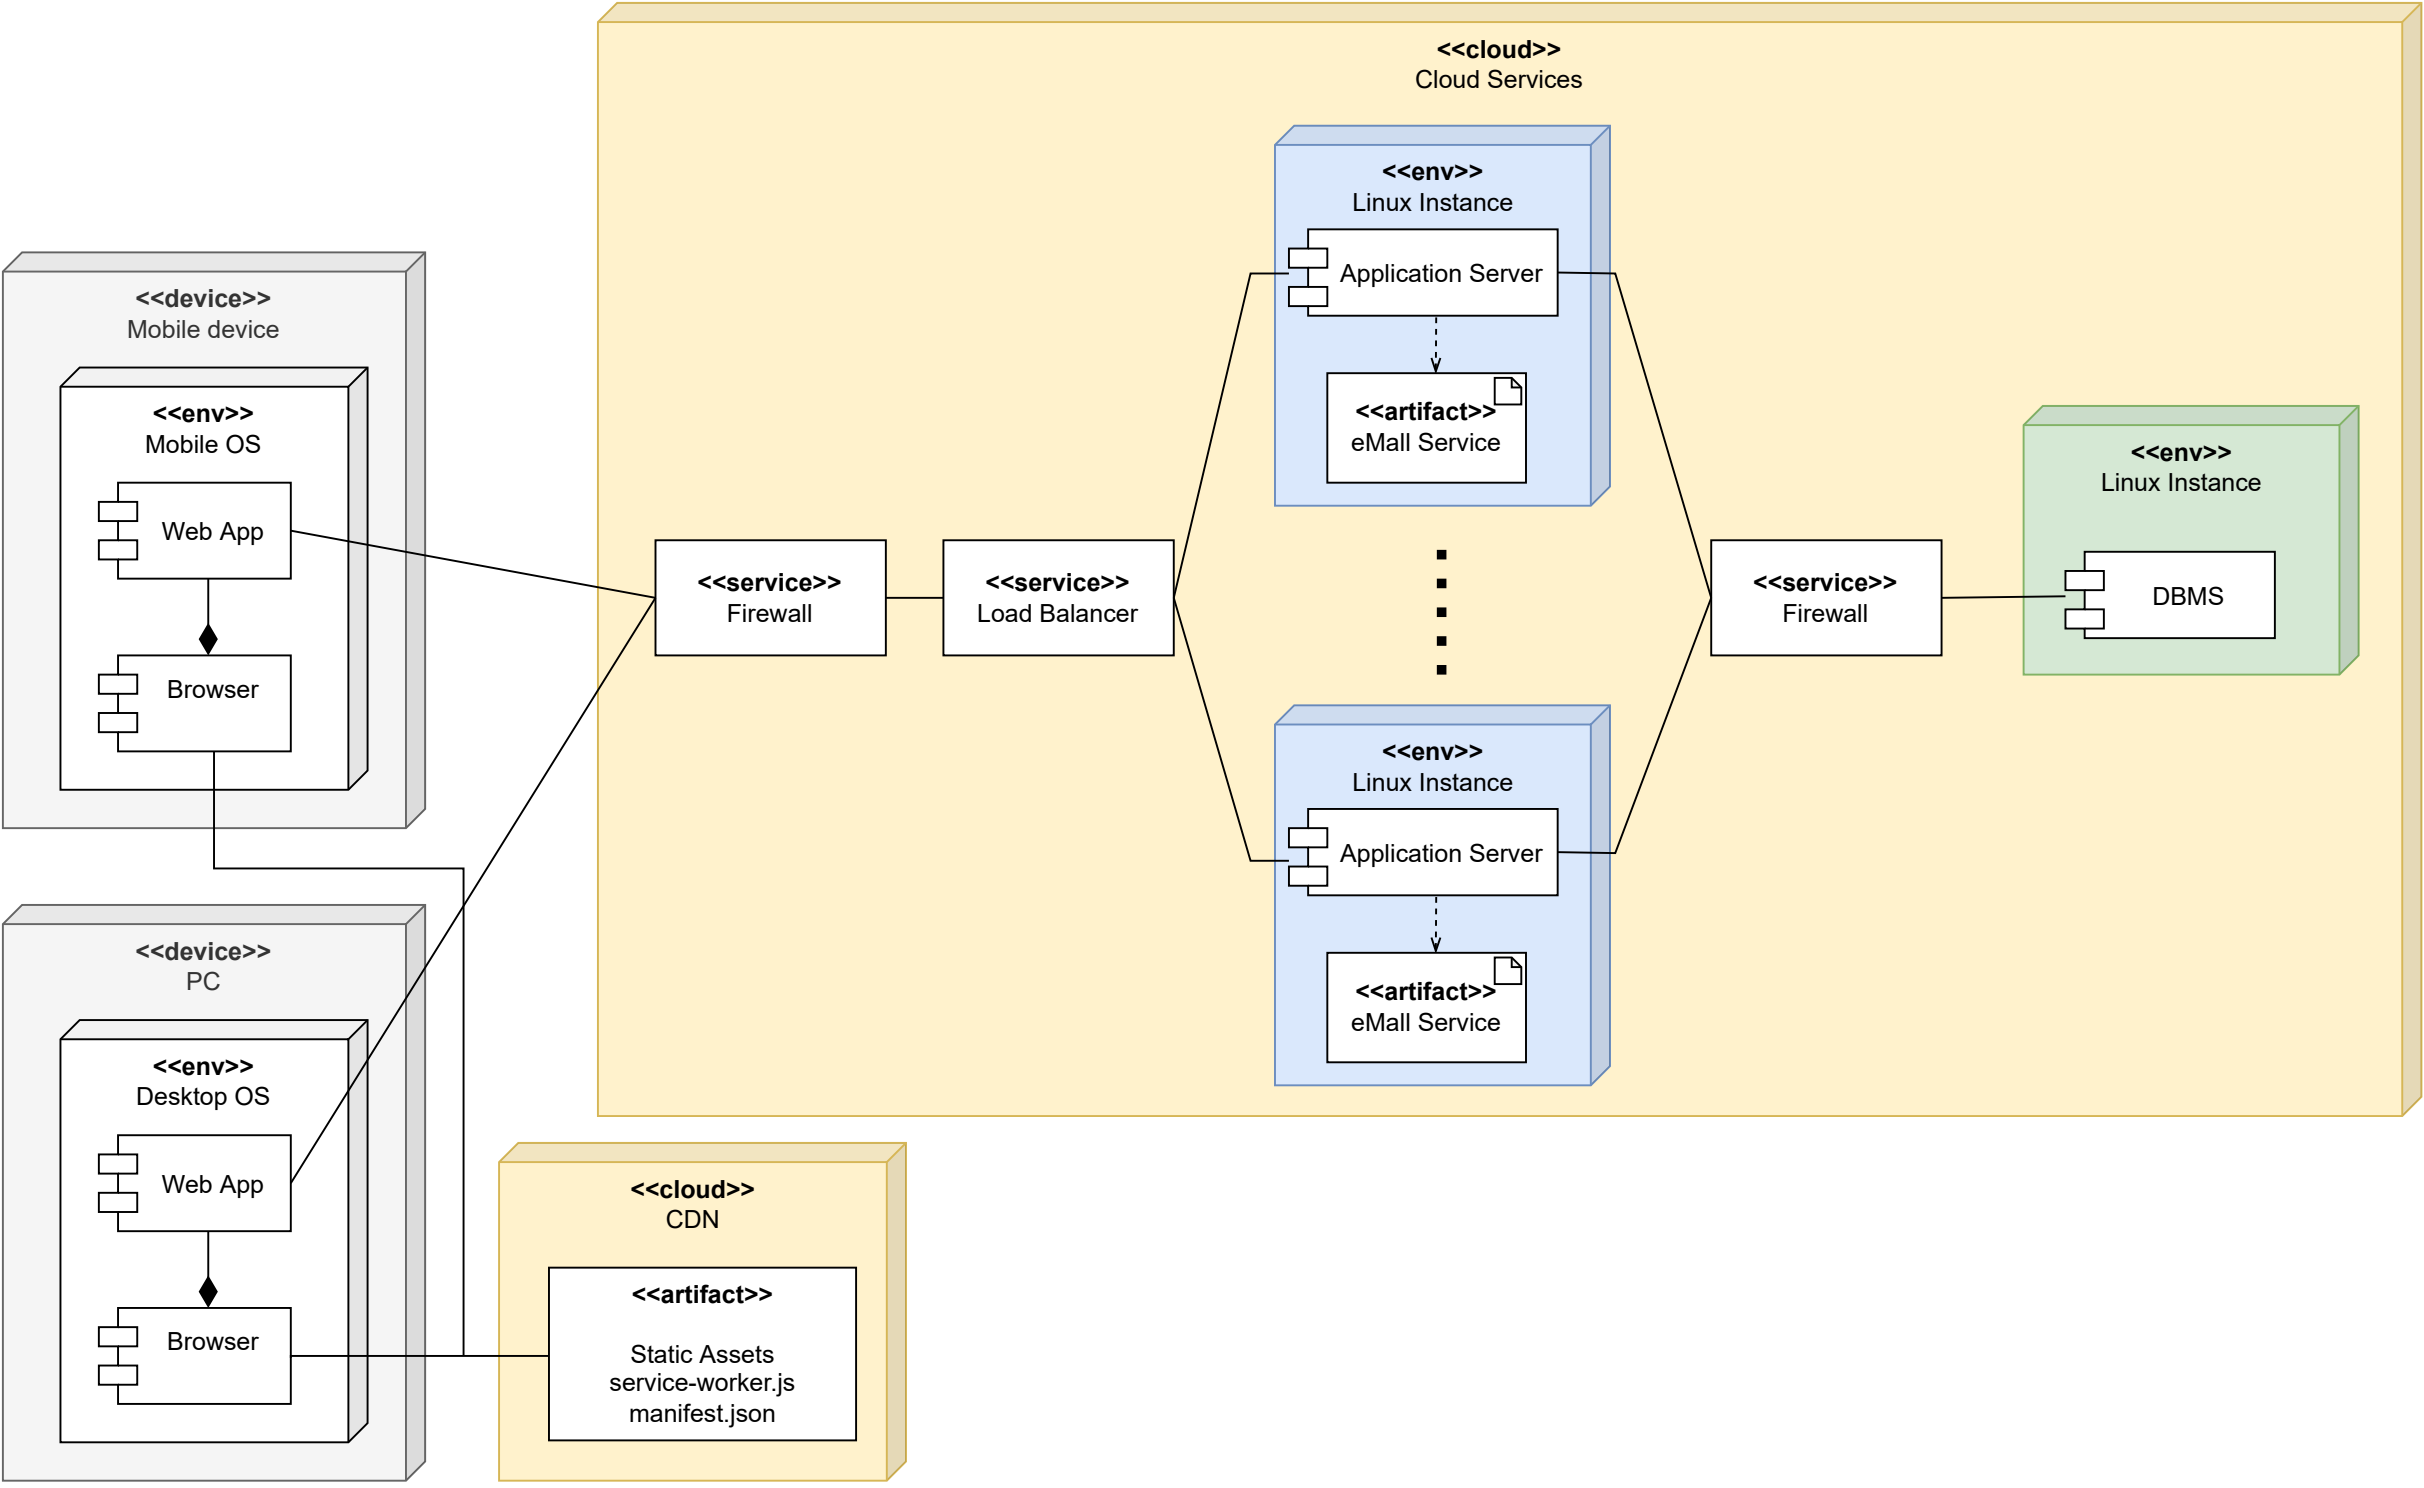 <<cloud>>
Cloud Services
<<env>>
Linux Instance
Application Server
<<artifact>>
eMall Service
<<device>>
Mobile device
<<env>>
Mobile OS
Web App
Browser
<<service>>
Firewall
<<service>>
Load Balancer
<<service>>
Firewall
<<env>>
Linux Instance
DBMS
<<env>>
Linux Instance
Application Server
<<artifact>>
eMall Service
<<device>>
PC
<<env>>
Desktop OS
Web App
Browser
<<cloud>>
CDN
<<artifact>>
Static Assets
service-worker.js
manifest.json